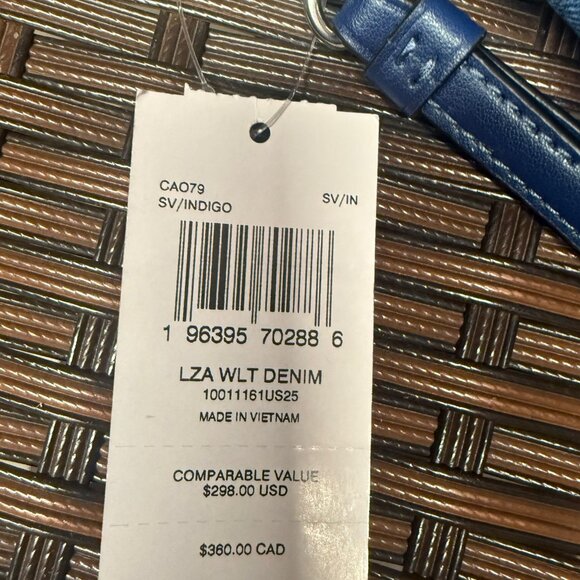 CAO79
SV/INDIGO SV/IN
1 96395 70288 6
LZA WLT DENIM
10011161US25
MADE IN VIETNAM
COMPARABLE VALUE
$298.00 USD
$360.00 CAD